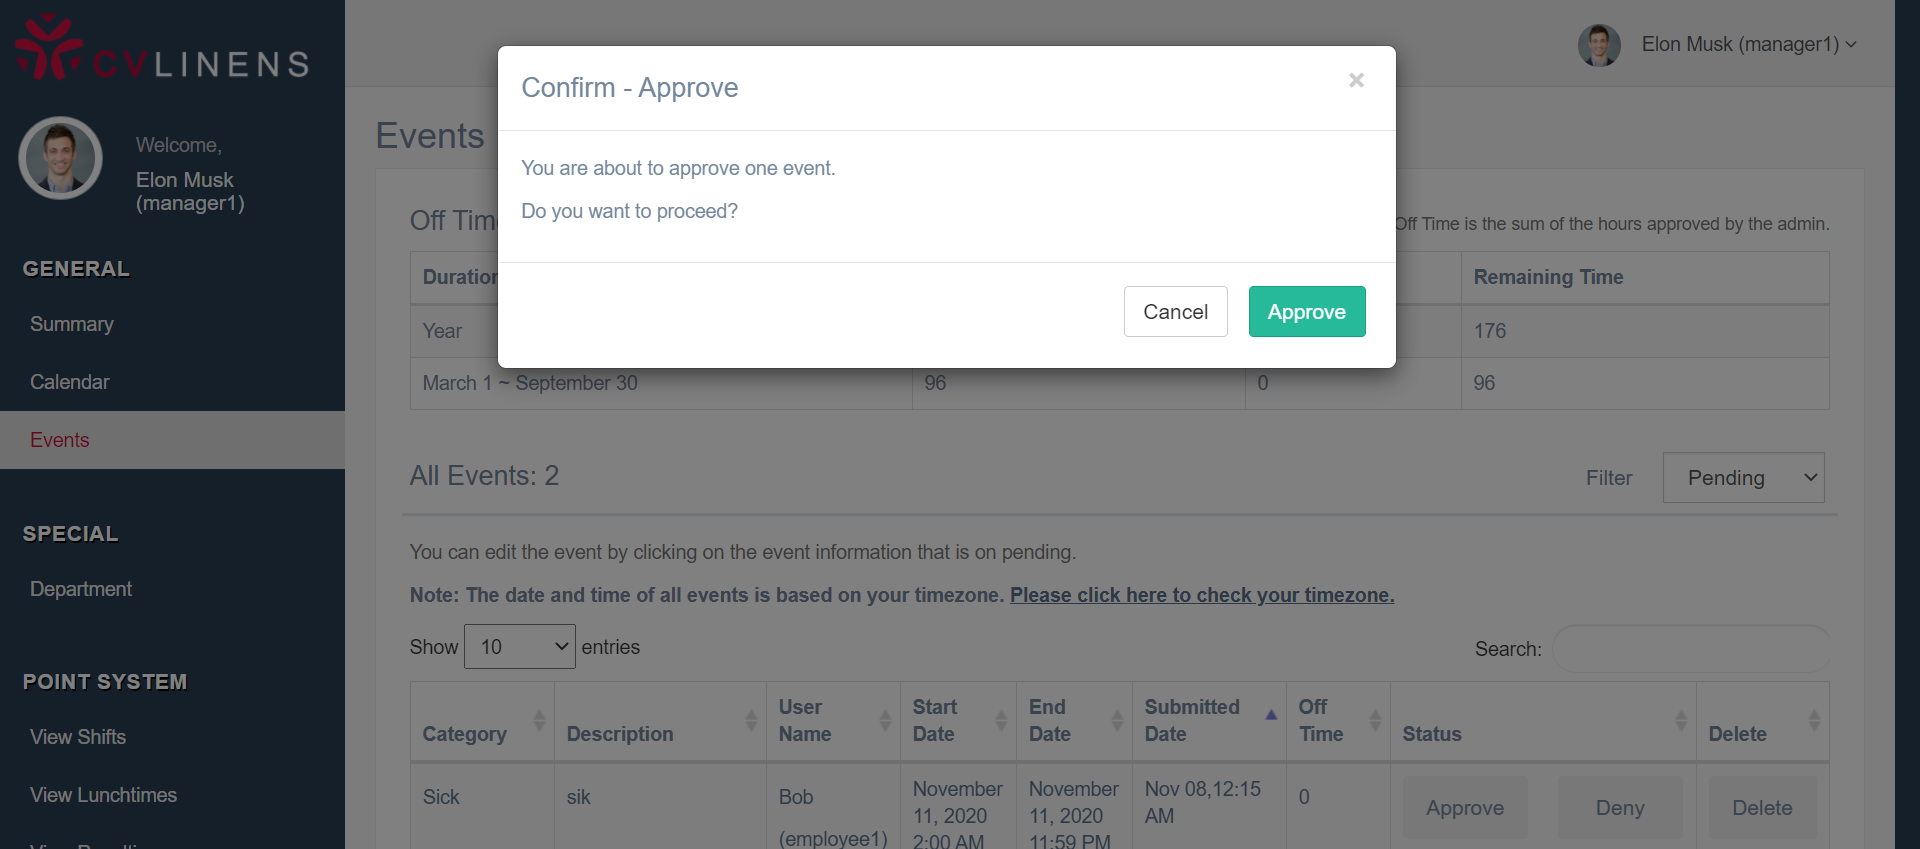 CVLINENS
Elon Musk (manager1)
Welcome,
Elon Musk
(manager1)
GENERAL
Summary
Calendar
Events
SPECIAL
Department
POINT SYSTEM
View Shifts
View Lunchtimes
Confirm - Approve
×
You are about to approve one event.
Do you want to proceed?
Cancel
Approve
Events
Off Tim
Off Time is the sum of the hours approved by the admin.
Duration
Remaining Time
Year
176
March 1 ~ September 30
96
0
96
All Events: 2
Filter
Pending
You can edit the event by clicking on the event information that is on pending.
Note: The date and time of all events is based on your timezone. Please click here to check your timezone.
Show 10 entries
Search:
Category
Description
User
Name
Start
Date
End
Date
Submitted
Date
Off
Time
Status
Delete
Sick
sik
Bob
(employee1)
November
11, 2020
2:00 AM
November
11, 2020
11:59 PM
Nov 08,12:15
AM
0
Approve
Deny
Delete